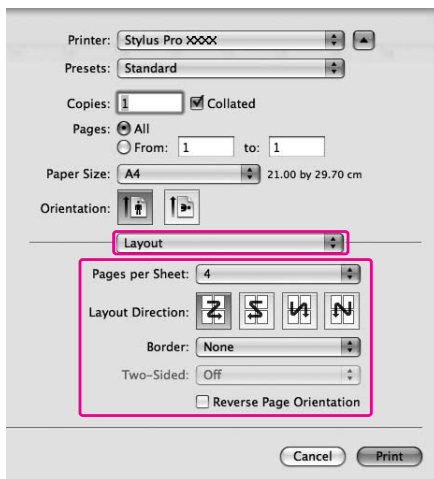 Printer: Stylus Pro XXXX
Presets: Standard
Copies: 1 Collated
Pages: All
From: 1 to: 1
Paper Size: A4 21.00 by 29.70 cm
Orientation:
Layout
Pages per Sheet: 4
Layout Direction:
Border: None
Two-Sided: Off
Reverse Page Orientation
Cancel Print